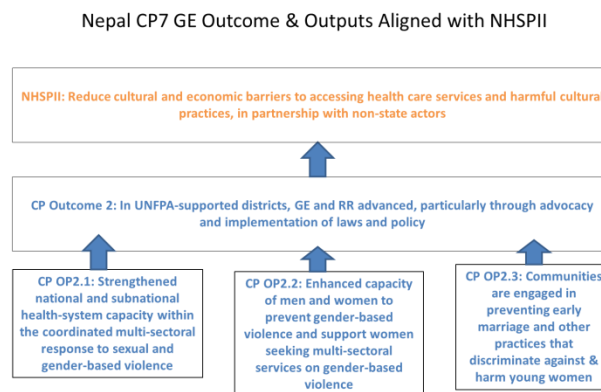 Nepal CP7 GE Outcome & Outputs Aligned with NHSPII
NHSPII: Reduce cultural and economic barriers to accessing health care services and harmful cultural
practices, in partnership with non-state actors
CP Outcome 2: In UNFPA-supported districts, GE and RR advanced, particularly through advocacy
and implementation of laws and policy
CP OP2.1: Strengthened
national and subnational
health-system capacity within
the coordinated multi-sectoral
response to sexual and
gender-based violence
CP OP2.2: Enhanced capacity
of men and women to
prevent gender-based
violence and support women
seeking multi-sectoral
services on gender-based
violence
CP OP2.3: Communities
are engaged in
preventing early
marriage and other
practices that
discriminate against &
harm young women